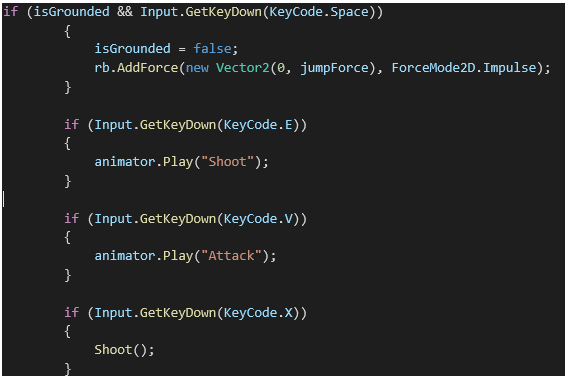 if (isGrounded && Input.GetKeyDown(KeyCode.Space))
{
isGrounded = false;
rb.AddForce(new Vector2(0, jumpForce), ForceMode2D.Impulse);
}
if (Input.GetKeyDown(KeyCode.E))
{
animator.Play("Shoot");
}
if (Input.GetKeyDown(KeyCode.V))
{
animator.Play("Attack");
}
if (Input.GetKeyDown(KeyCode.X))
{
Shoot();
}